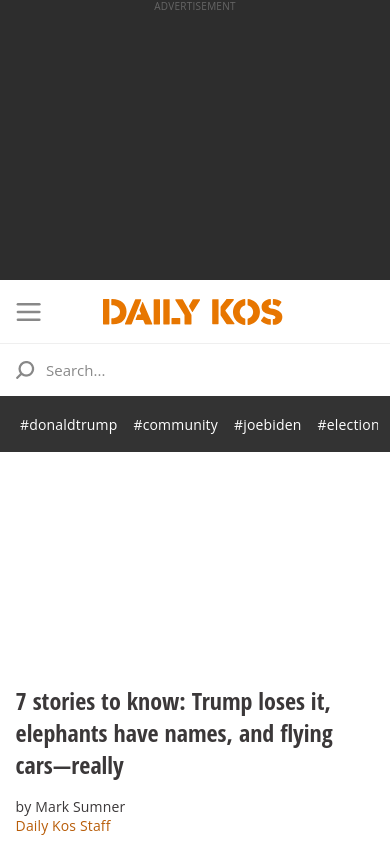 ADVERTISEMENT
DAILY KOS
Search...
#donaldtrump #community #joebiden #election
7 stories to know: Trump loses it,
elephants have names, and flying
cars—really
by Mark Sumner
Daily Kos Staff